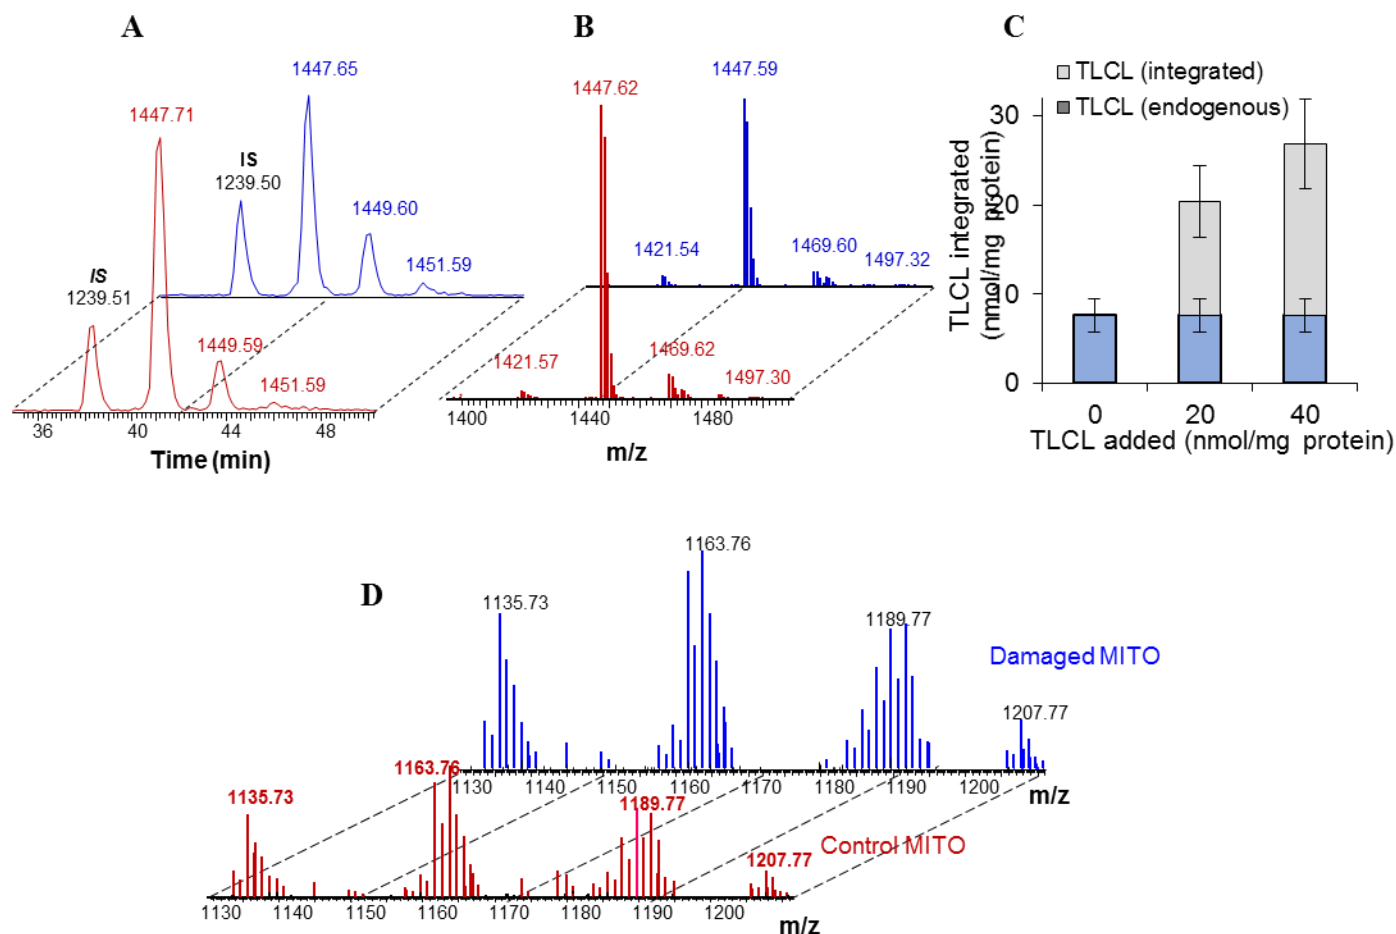 A
1447.65
1447.71
IS
1239.50
1449.60
1451.59
IS
1239.51
1449.59
1451.59
36 40 44 48
Time (min)
B
1447.59
1447.62
1421.54
1469.60
1497.32
1421.57
1469.62
1497.30
1400 1440 1480
m/z
C
TLCL (integrated)
TLCL (endogenous)
TLCL integrated
(nmol/mg protein)
30
20
10
0
0 20 40
TLCL added (nmol/mg protein)
D
1163.76
1135.73
1189.77
Damaged MITO
1207.77
1130 1140 1150 1160 1170 1180 1190 1200
m/z
1163.76
1135.73
1189.77
Control MITO
1207.77
1130 1140 1150 1160 1170 1180 1190 1200
m/z